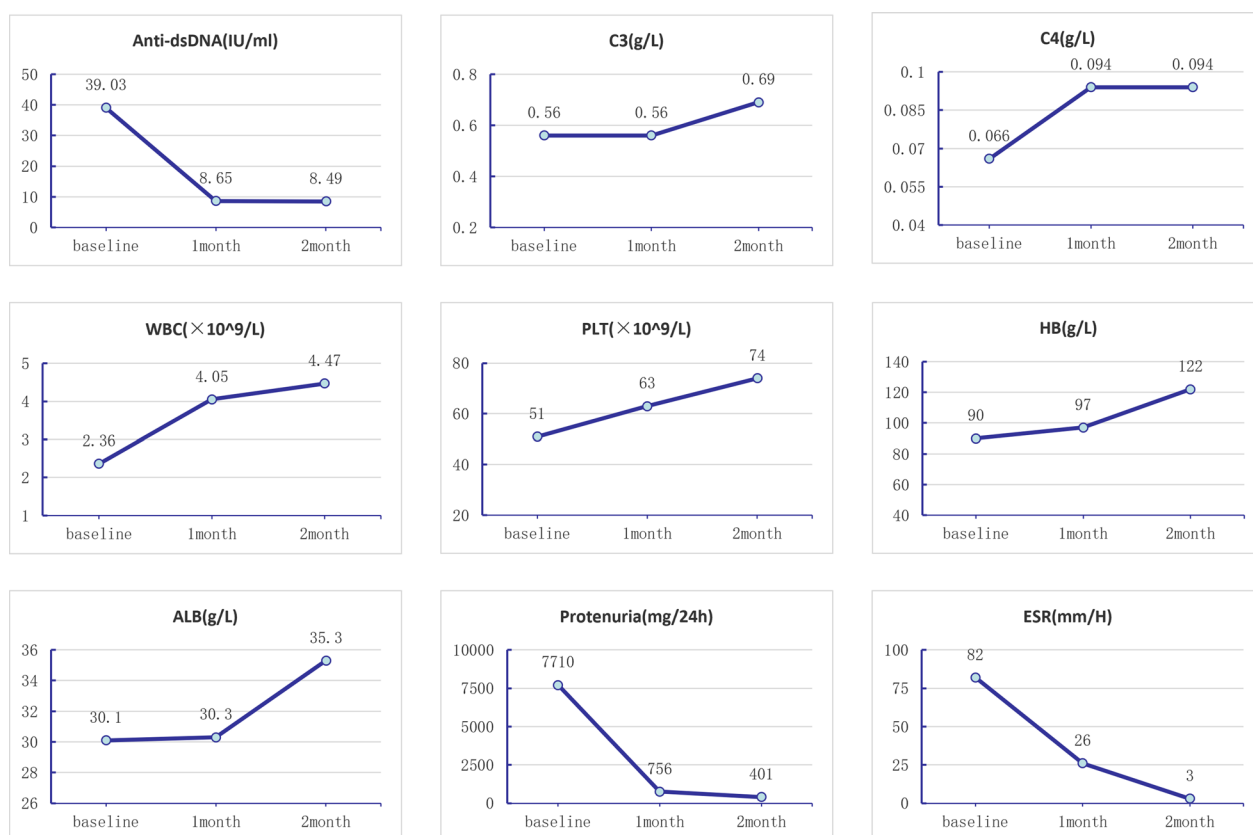 Anti-dsDNA(IU/ml)
50
40
30
20
10
0
39.03
8.65
8.49
baseline
1month
2month
C3(g/L)
0.8
0.6
0.4
0.2
0.56
0.56
0.69
baseline
1month
2month
C4(g/L)
0.1
0.085
0.07
0.055
0.04
0.066
0.094
0.094
baseline
1month
2month
WBC(×10^9/L)
5
4
3
2
1
2.36
4.05
4.47
baseline
1month
2month
PLT(×10^9/L)
80
60
40
20
51
63
74
baseline
1month
2month
HB(g/L)
140
120
100
80
60
40
90
97
122
baseline
1month
2month
ALB(g/L)
36
34
32
30
28
26
30.1
30.3
35.3
baseline
1month
2month
Protenuria(mg/24h)
10000
7500
5000
2500
0
7710
756
401
baseline
1month
2month
ESR(mm/H)
100
75
50
25
0
82
26
3
baseline
1month
2month